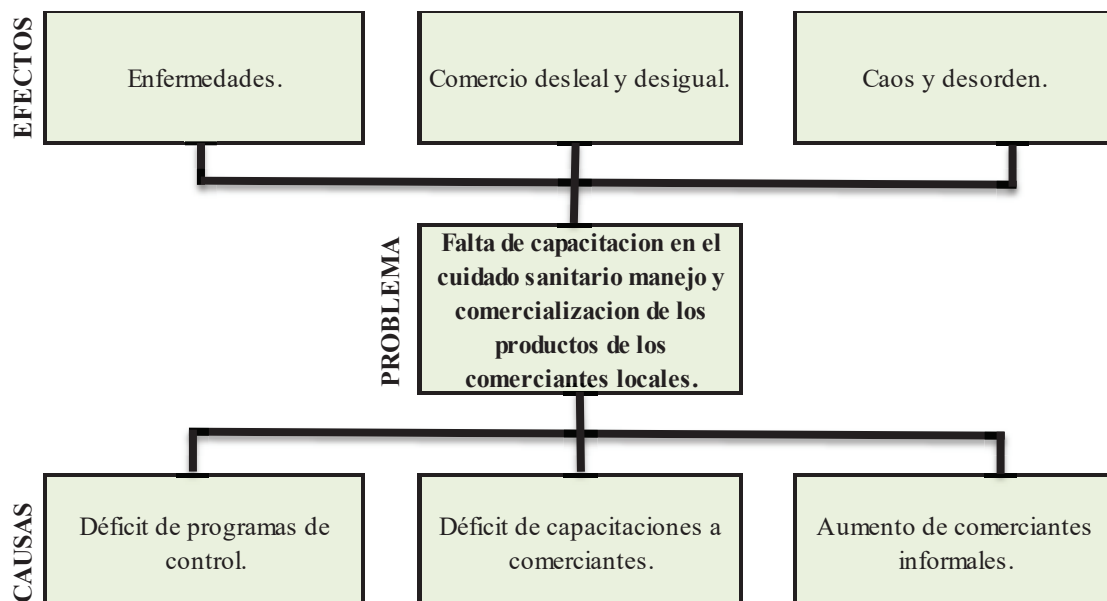 EFECTOS
Enfermedades.
Comercio desleal y desigual.
Caos y desorden.
PROBLEMA
Falta de capacitacion en el
cuidado sanitario manejo y
comercializacion de los
productos de los
comerciantes locales.
CAUSAS
Déficit de programas de
control.
Déficit de capacitaciones a
comerciantes.
Aumento de comerciantes
informales.